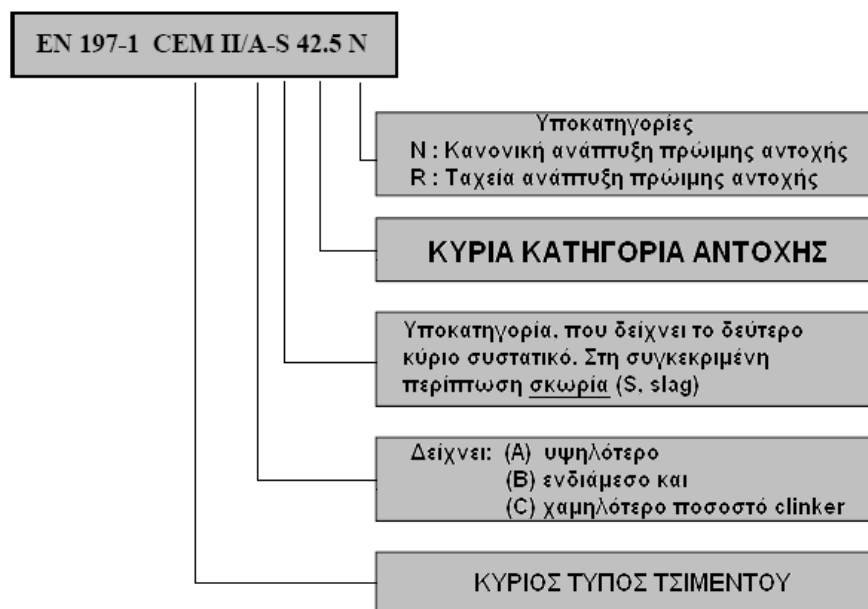 EN 197-1 CEM II/A-S 42.5 N
Υποκατηγορίες
N : Κανονική ανάπτυξη πρώιμης αντοχής
R : Ταχεία ανάπτυξη πρώιμης αντοχής
ΚΥΡΙΑ ΚΑΤΗΓΟΡΙΑ ΑΝΤΟΧΗΣ
Υποκατηγορία, που δείχνει το δεύτερο
κύριο συστατικό. Στη συγκεκριμένη
περίπτωση σκωρία (S, slag)
Δείχνει: (A) υψηλότερο
(B) ενδιάμεσο και
(C) χαμηλότερο ποσοστό clinker
ΚΥΡΙΟΣ ΤΥΠΟΣ ΤΣΙΜΕΝΤΟΥ